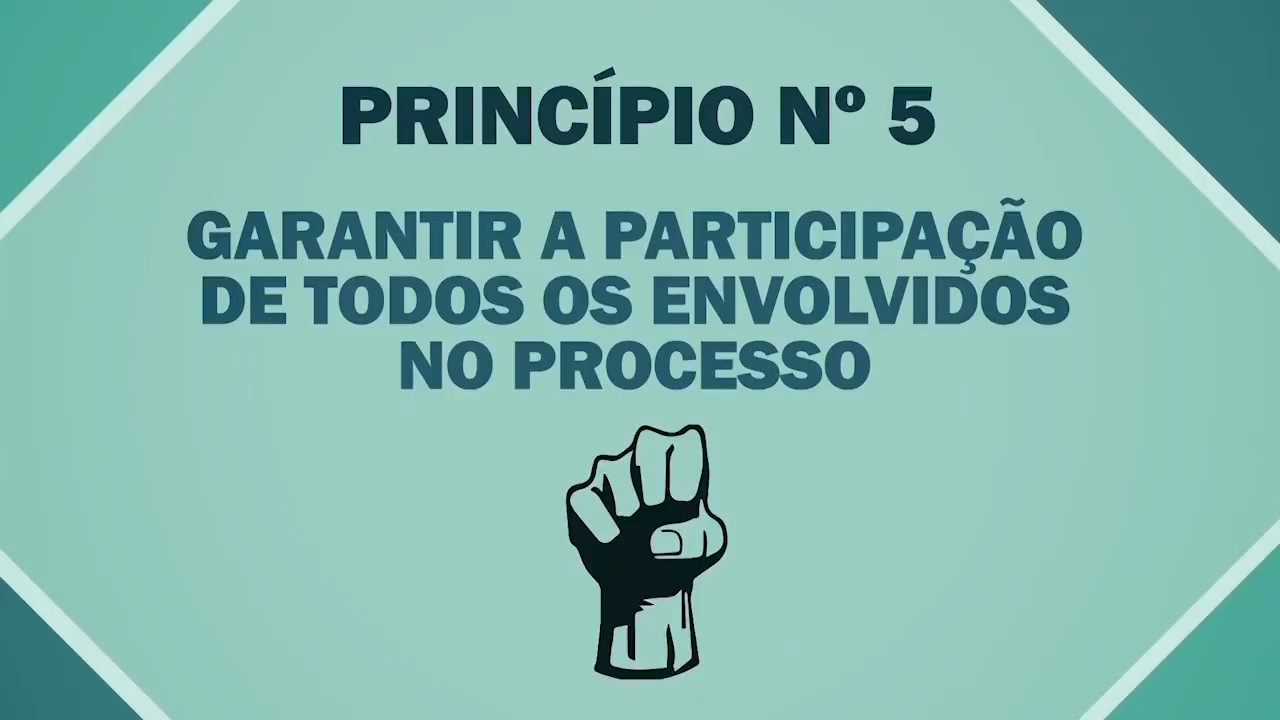 PRINCÍPIO Nº 5
GARANTIR A PARTICIPAÇÃO
DE TODOS OS ENVOLVIDOS
NO PROCESSO